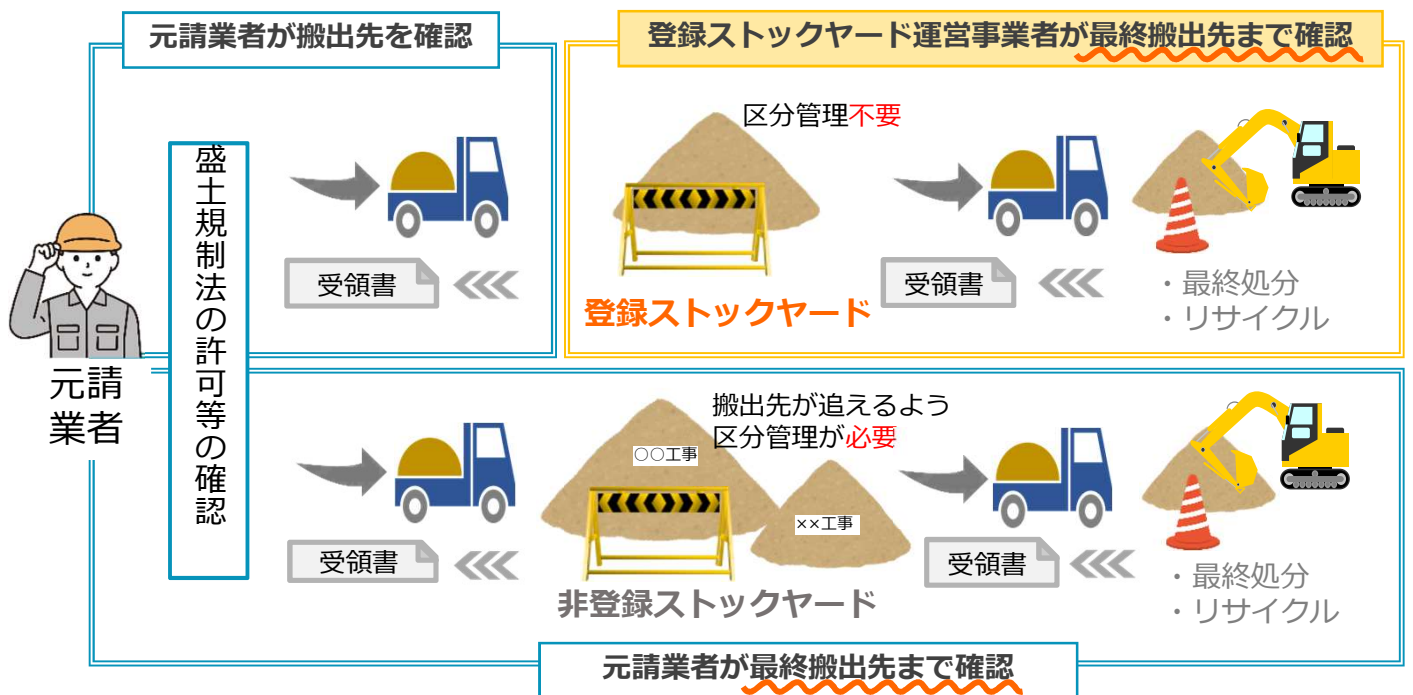 元請業者が搬出先を確認
登録ストックヤード運営事業者が最終搬出先まで確認
元請
業者
盛土規制法の許可等の確認
受領書
区分管理不要
登録ストックヤード
受領書
・最終処分
・リサイクル
受領書
搬出先が追えるよう
区分管理が必要
○○工事
××工事
非登録ストックヤード
受領書
・最終処分
・リサイクル
元請業者が最終搬出先まで確認